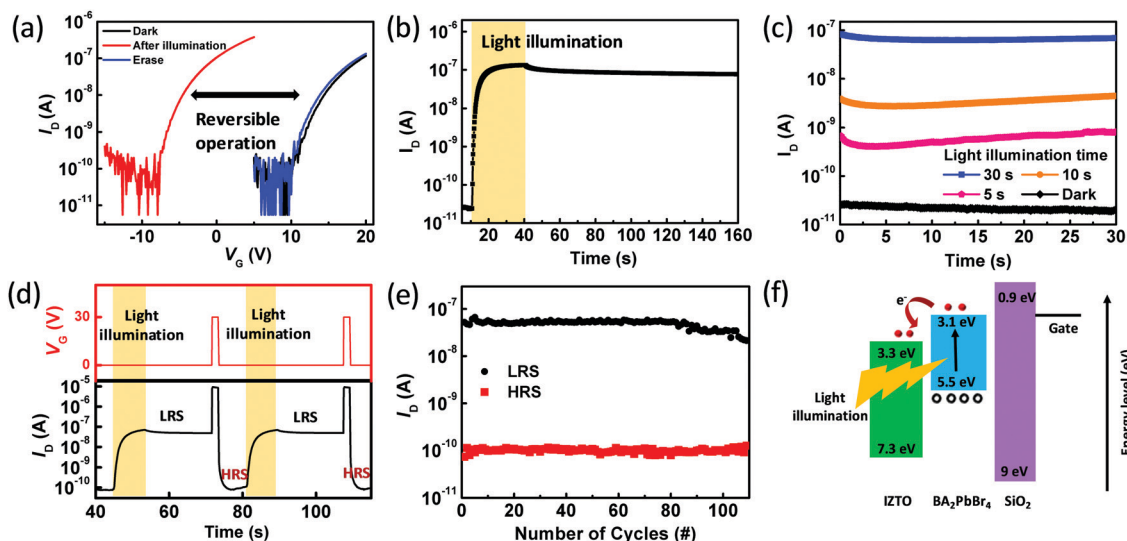 (a)
10⁻⁶
10⁻⁷
10⁻⁸
10⁻⁹
10⁻¹⁰
10⁻¹¹
I_D (A)
Dark
After illumination
Erase
Reversible
operation
-10 0 10 20
V_G (V)
(b)
10⁻⁶
10⁻⁷
10⁻⁸
10⁻⁹
10⁻¹⁰
10⁻¹¹
I_D (A)
Light illumination
20 40 60 80 100 120 140 160
Time (s)
(c)
10⁻⁷
10⁻⁸
10⁻⁹
10⁻¹⁰
10⁻¹¹
I_D (A)
Light illumination time
30 s 10 s
5 s Dark
0 5 10 15 20 25 30
Time (s)
(d)
V_G (V)
30
0
Light Light
illumination illumination
10⁻⁵
10⁻⁶
10⁻⁷
10⁻⁸
10⁻⁹
10⁻¹⁰
I_D (A)
LRS LRS
HRS HRS
40 60 80 100
Time (s)
(e)
10⁻⁶
10⁻⁷
10⁻⁸
10⁻⁹
10⁻¹⁰
10⁻¹¹
I_D (A)
LRS
HRS
0 20 40 60 80 100
Number of Cycles (#)
(f)
e⁻
0.9 eV
3.1 eV
Gate
3.3 eV
5.5 eV
Light
illumination
7.3 eV
9 eV
IZTO BA₂PbBr₄ SiO₂
Energy level (eV)